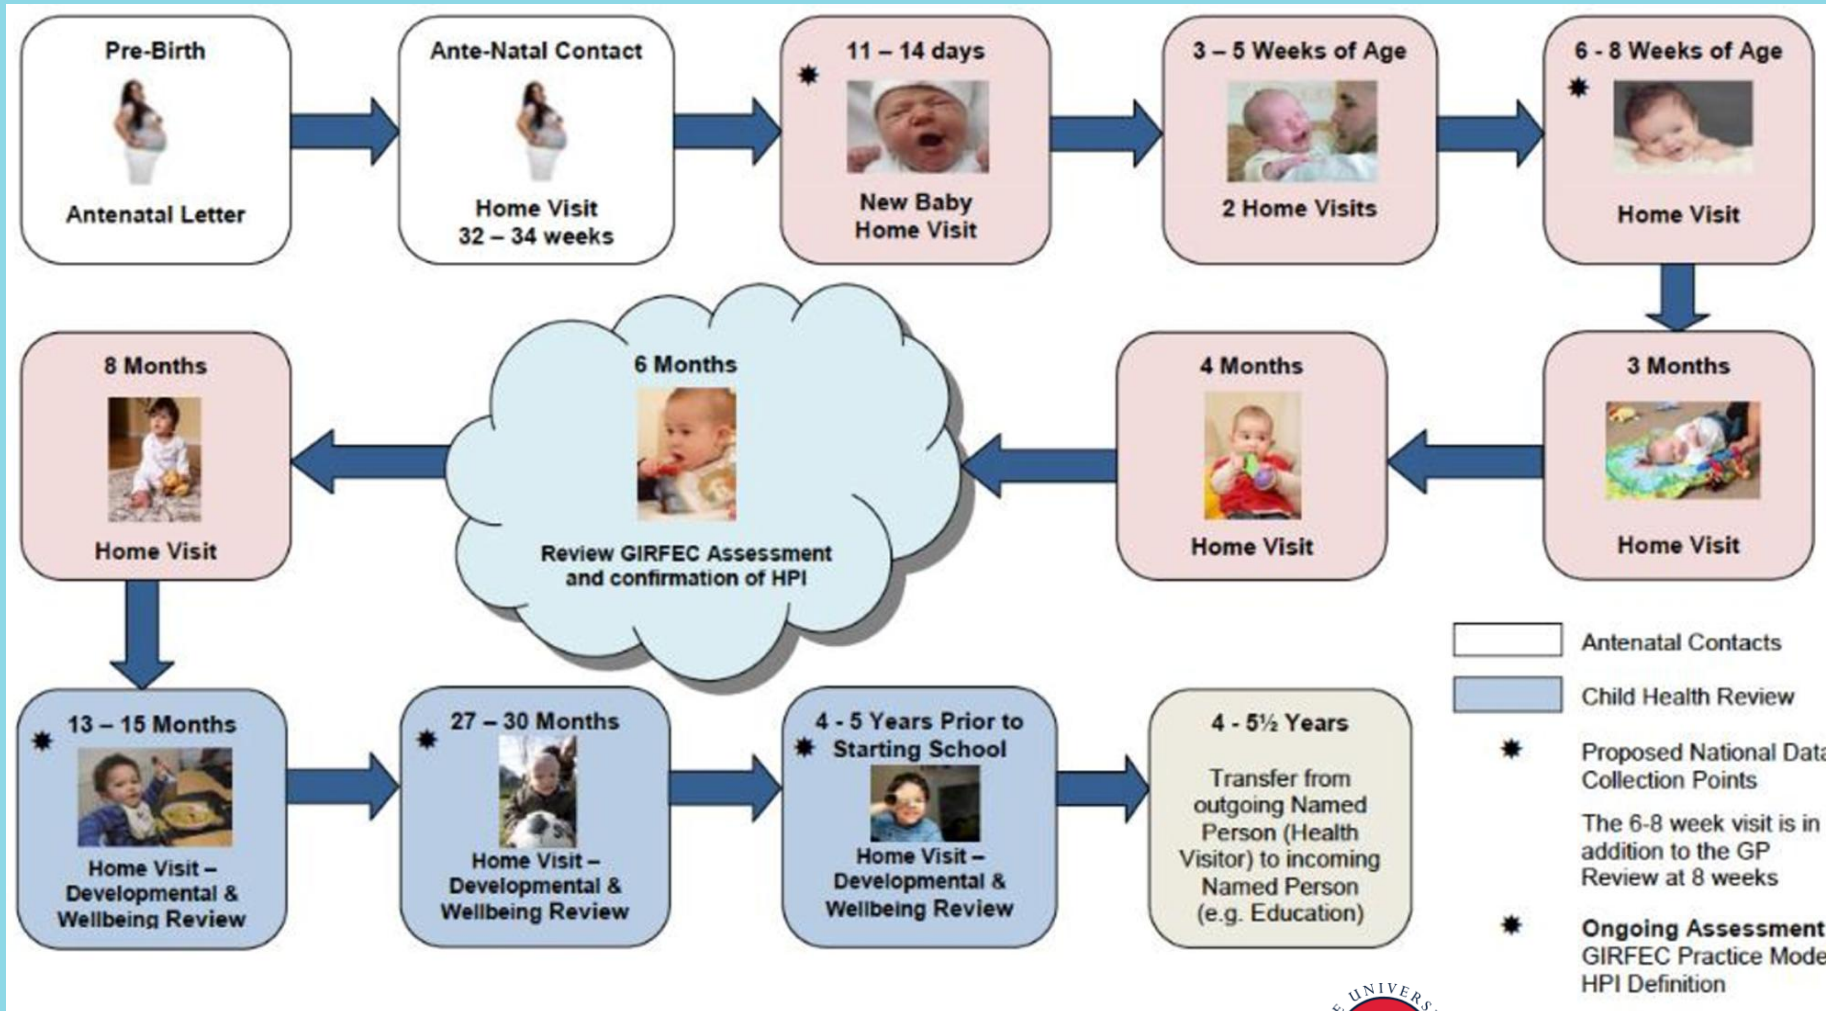 Pre-Birth
Antenatal Letter
Ante-Natal Contact
Home Visit
32 – 34 weeks
11 – 14 days
New Baby
Home Visit
3 – 5 Weeks of Age
2 Home Visits
6 - 8 Weeks of Age
Home Visit
3 Months
Home Visit
4 Months
Home Visit
6 Months
Review GIRFEC Assessment
and confirmation of HPI
8 Months
Home Visit
13 – 15 Months
Home Visit –
Developmental &
Wellbeing Review
27 – 30 Months
Home Visit –
Developmental &
Wellbeing Review
4 - 5 Years Prior to
Starting School
Home Visit –
Developmental &
Wellbeing Review
4 - 5½ Years
Transfer from
outgoing Named
Person (Health
Visitor) to incoming
Named Person
(e.g. Education)
Antenatal Contacts
Child Health Review
Proposed National Data
Collection Points
The 6-8 week visit is in
addition to the GP
Review at 8 weeks
Ongoing Assessment
GIRFEC Practice Mode
HPI Definition